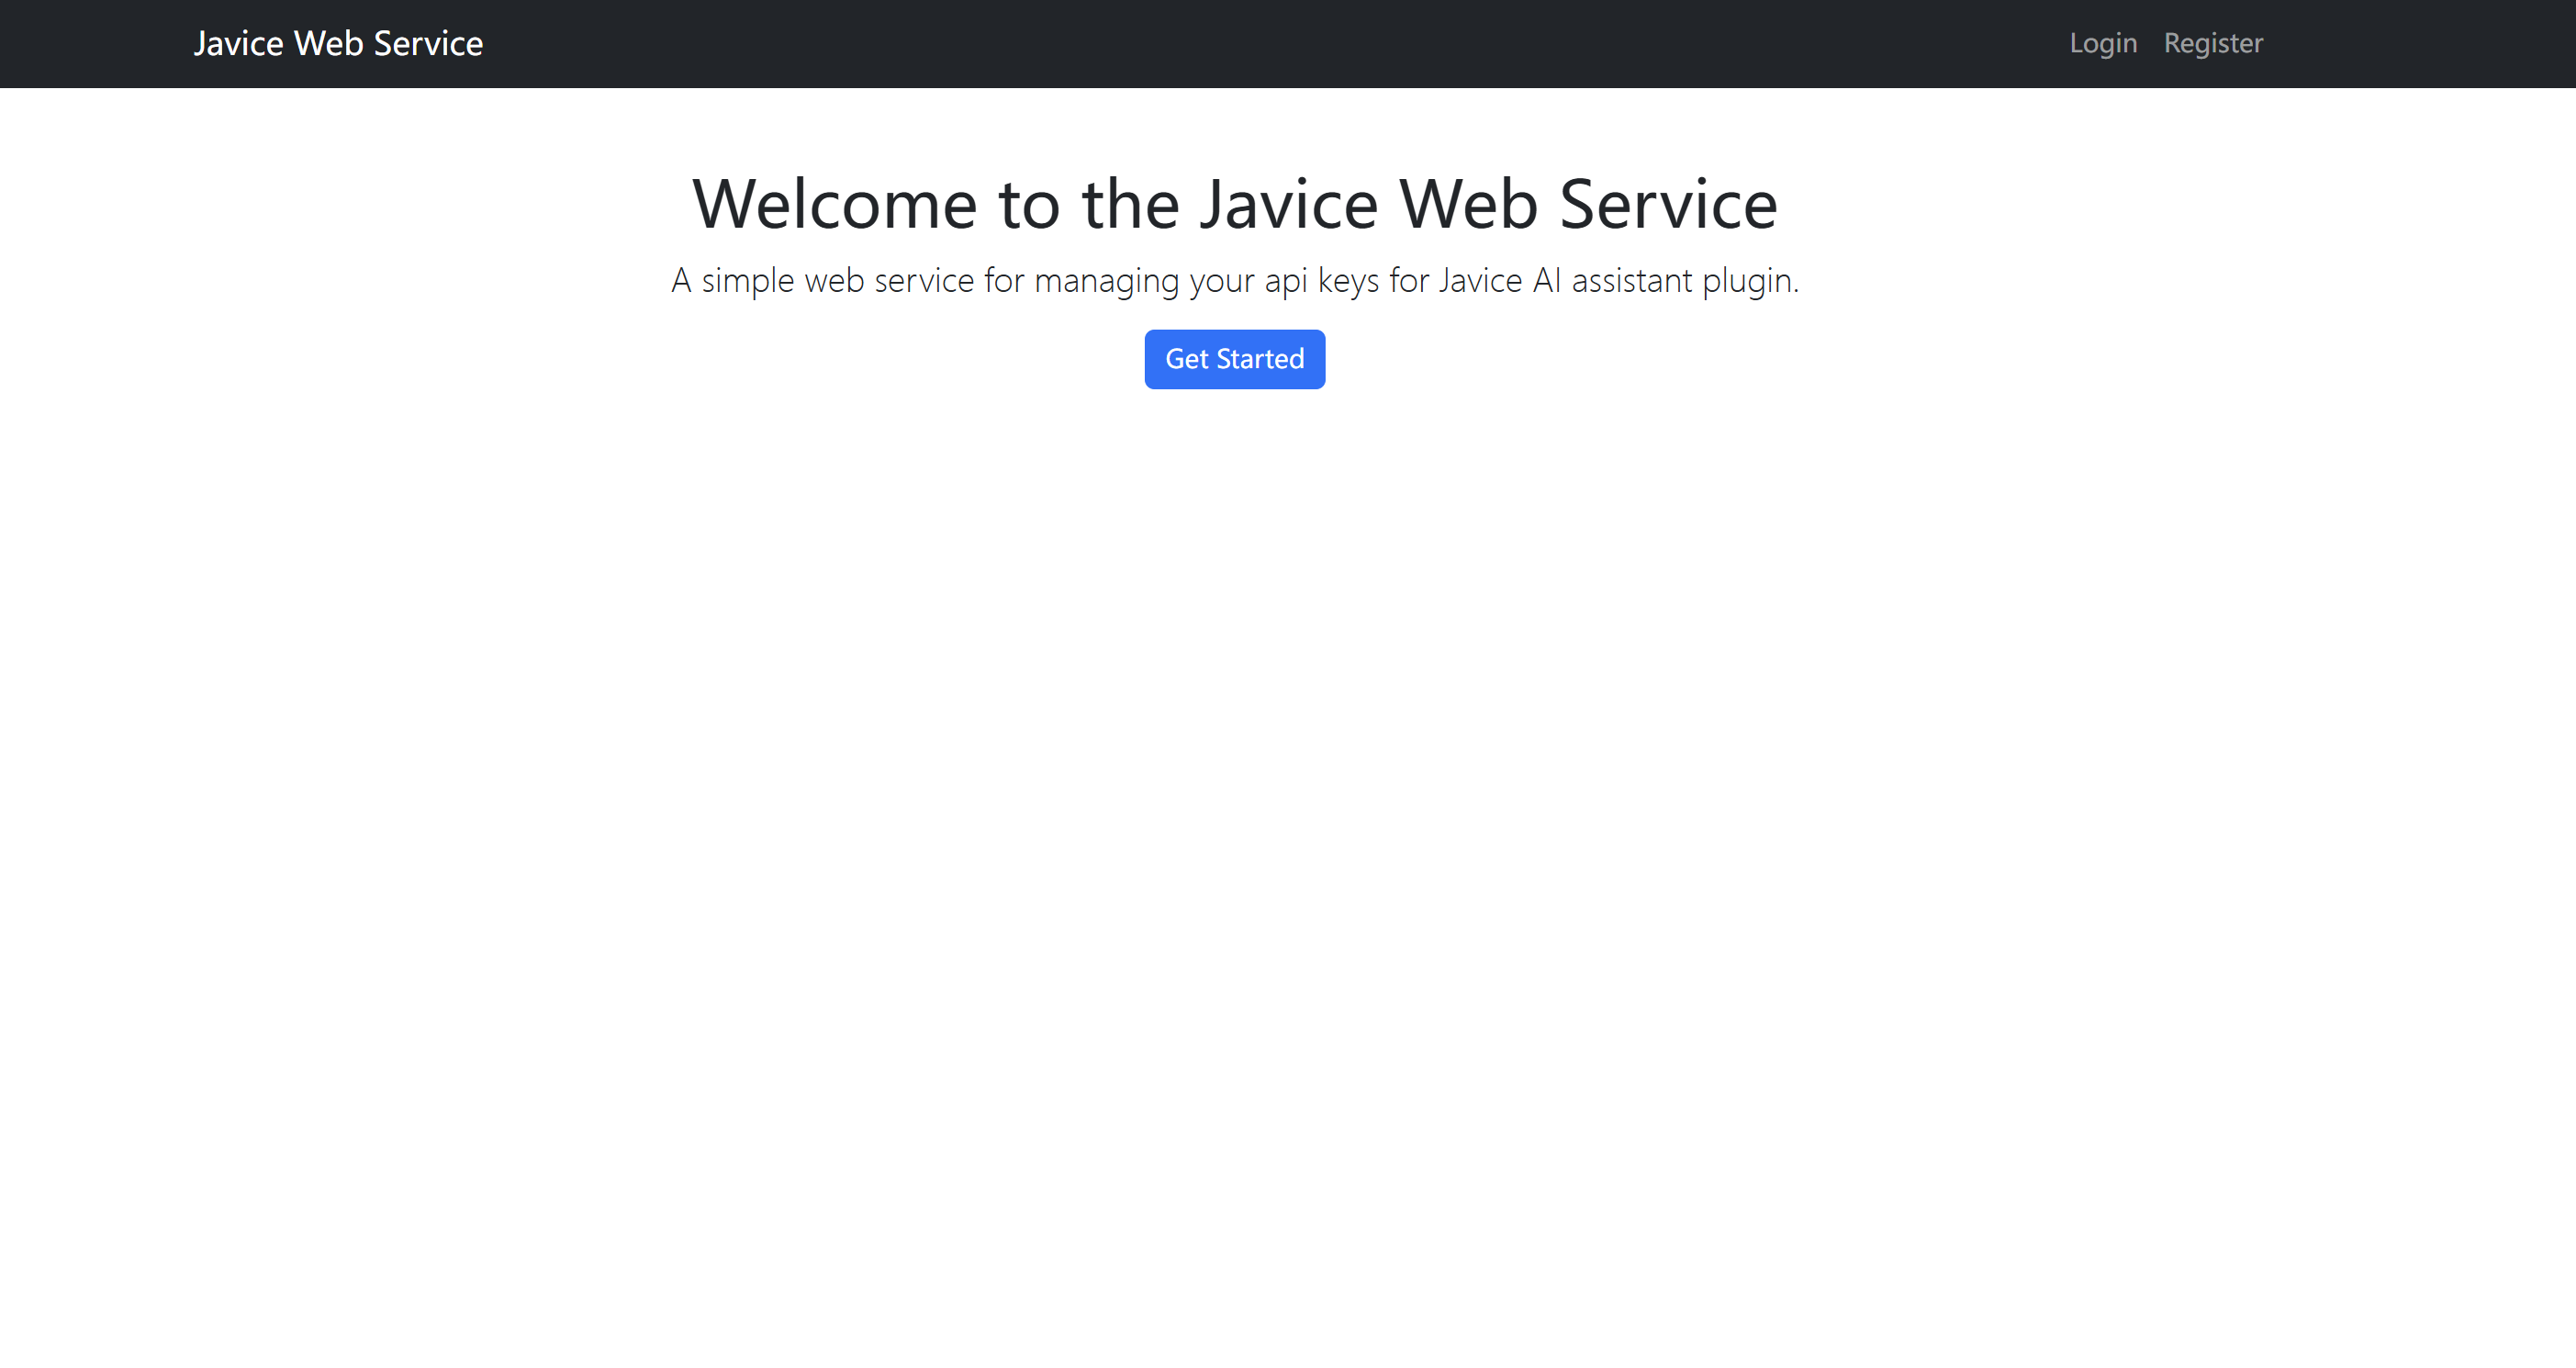 Javice Web Service
Login Register
Welcome to the Javice Web Service
A simple web service for managing your api keys for Javice AI assistant plugin.
Get Started